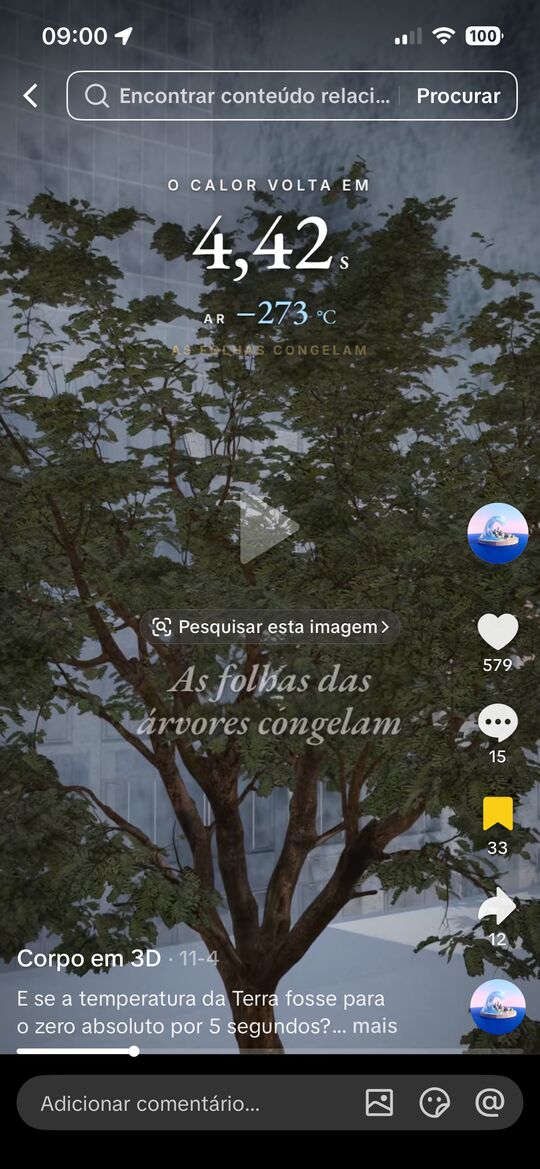 09:00
100
Encontrar conteúdo relaci... Procurar
O CALOR VOLTA EM
4,42 s
AR −273 °C
AS FOLHAS CONGELAM
Pesquisar esta imagem
As folhas das
árvores congelam
579
15
33
12
Corpo em 3D · 11-4
E se a temperatura da Terra fosse para
o zero absoluto por 5 segundos?... mais
Adicionar comentário...